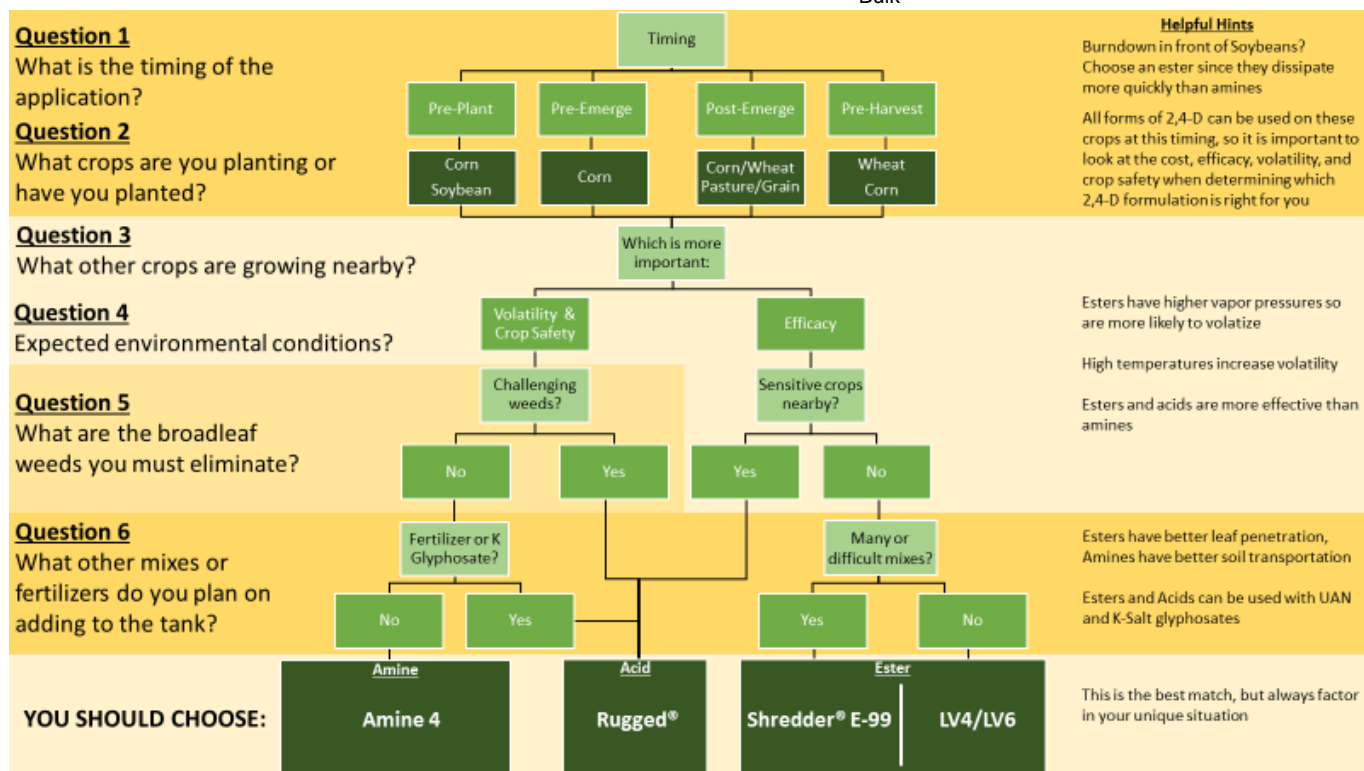 Bulk
Question 1
What is the timing of the
application?
Question 2
What crops are you planting or
have you planted?
Timing
Pre-Plant
Pre-Emerge
Post-Emerge
Pre-Harvest
Corn
Soybean
Corn
Corn/Wheat
Pasture/Grain
Wheat
Corn
Helpful Hints
Burndown in front of Soybeans?
Choose an ester since they dissipate
more quickly than amines
All forms of 2,4-D can be used on these
crops at this timing, so it is important to
look at the cost, efficacy, volatility, and
crop safety when determining which
2,4-D formulation is right for you
Question 3
What other crops are growing nearby?
Question 4
Expected environmental conditions?
Which is more
important:
Volatility &
Crop Safety
Efficacy
Esters have higher vapor pressures so
are more likely to volatize
High temperatures increase volatility
Esters and acids are more effective than
amines
Question 5
What are the broadleaf
weeds you must eliminate?
Challenging
weeds?
Sensitive crops
nearby?
No
Yes
Yes
No
Question 6
What other mixes or
fertilizers do you plan on
adding to the tank?
Fertilizer or K
Glyphosate?
Many or
difficult mixes?
No
Yes
Yes
No
Esters have better leaf penetration,
Amines have better soil transportation
Esters and Acids can be used with UAN
and K-Salt glyphosates
YOU SHOULD CHOOSE:
Amine
Amine 4
Acid
Rugged®
Ester
Shredder® E-99
LV4/LV6
This is the best match, but always factor
in your unique situation